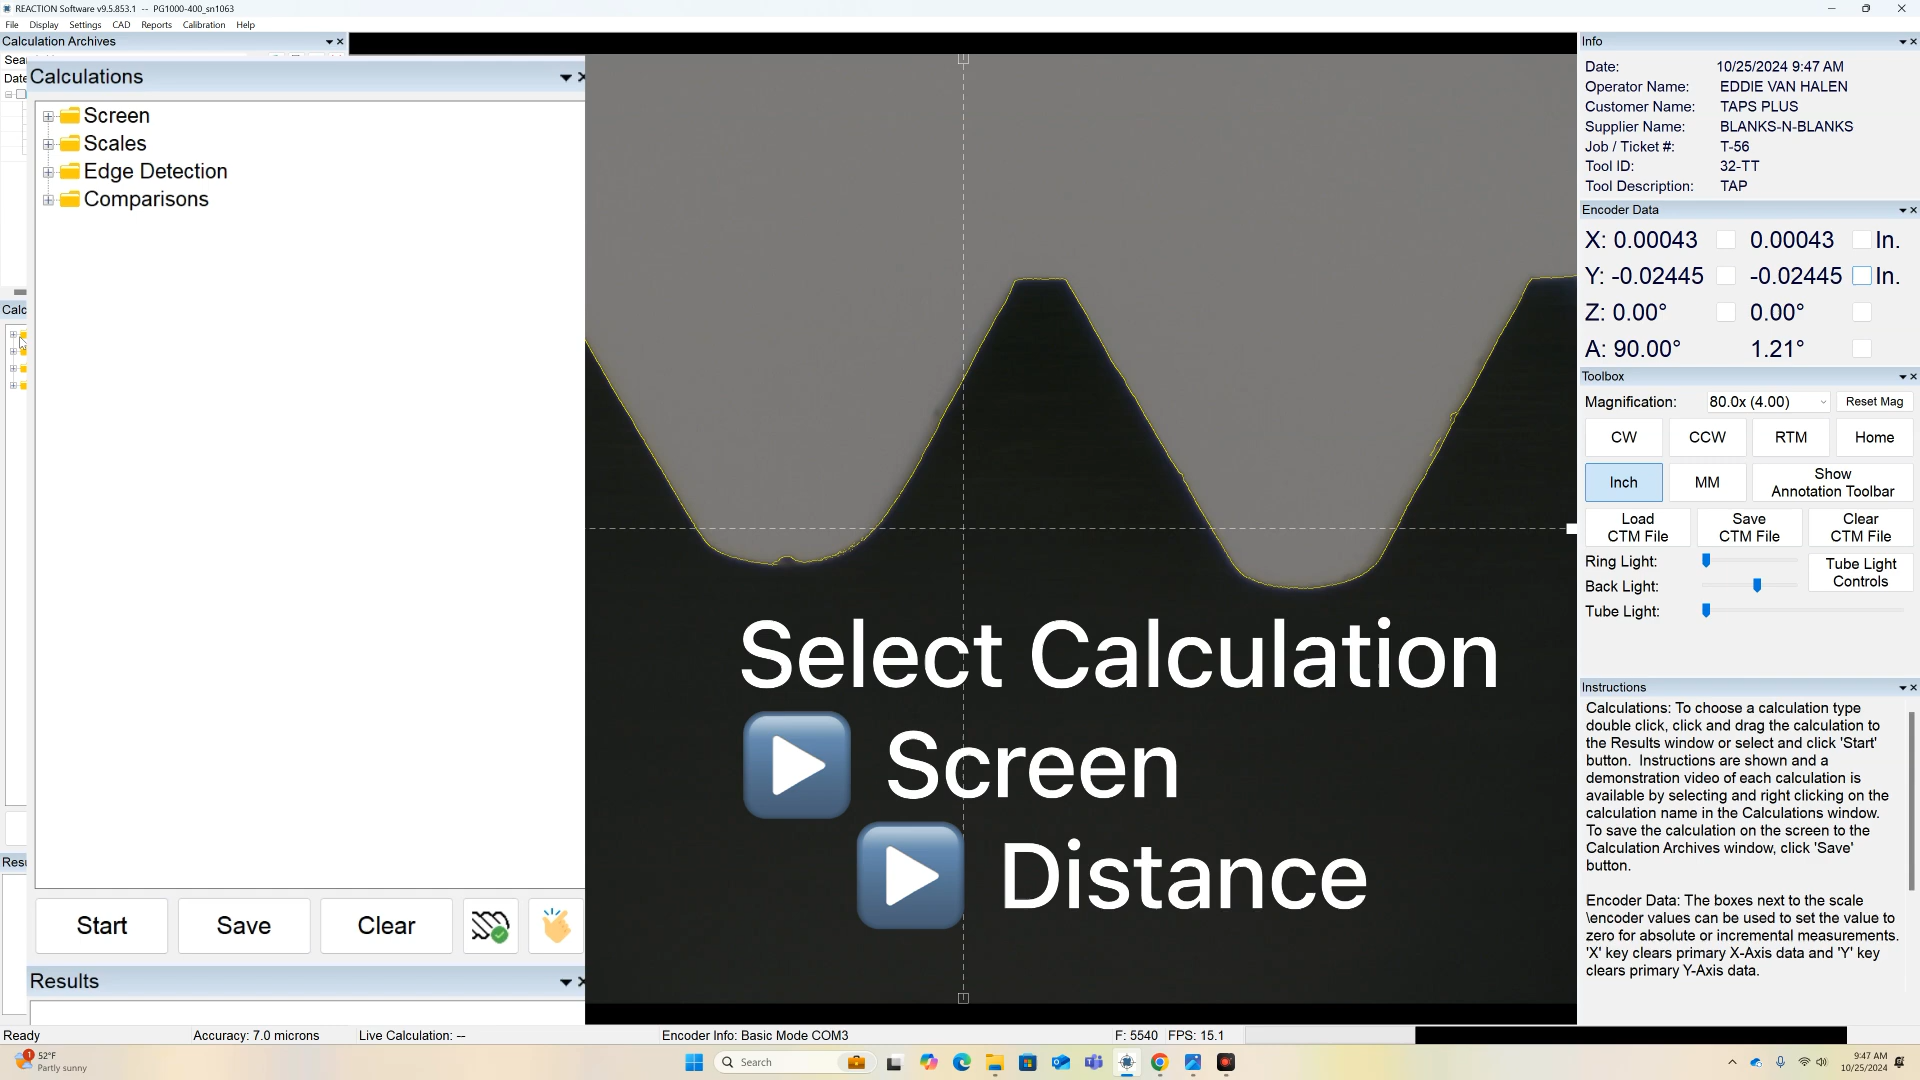 REACTION Software v9.5.853.1 -- PG1000-400_sn1063
File Display Settings CAD Reports Calibration Help
Calculation Archives
Date
Calculations
Screen
Scales
Edge Detection
Comparisons
Start Save Clear
Results
Select Calculation
Screen
Distance
Info
Date: 10/25/2024 9:47 AM
Operator Name: EDDIE VAN HALEN
Customer Name: TAPS PLUS
Supplier Name: BLANKS-N-BLANKS
Job / Ticket #: T-56
Tool ID: 32-TT
Tool Description: TAP
Encoder Data
X: 0.00043 0.00043 In.
Y: -0.02445 -0.02445 In.
Z: 0.00° 0.00°
A: 90.00° 1.21°
Toolbox
Magnification: 80.0x (4.00) Reset Mag
CW CCW RTM Home
Inch MM Show
Annotation Toolbar
Load
CTM File
Save
CTM File
Clear
CTM File
Ring Light:
Back Light:
Tube Light:
Tube Light
Controls
Instructions
Calculations: To choose a calculation type
double click, click and drag the calculation to
the Results window or select and click 'Start'
button. Instructions are shown and a
demonstration video of each calculation is
available by selecting and right clicking on the
calculation name in the Calculations window.
To save the calculation on the screen to the
Calculation Archives window, click 'Save'
button.
Encoder Data: The boxes next to the scale
\encoder values can be used to set the value to
zero for absolute or incremental measurements.
'X' key clears primary X-Axis data and 'Y' key
clears primary Y-Axis data.
Ready Accuracy: 7.0 microns Live Calculation: -- Encoder Info: Basic Mode COM3 F: 5540 FPS: 15.1
1
52°F
Partly sunny
Search
9:47 AM
10/25/2024